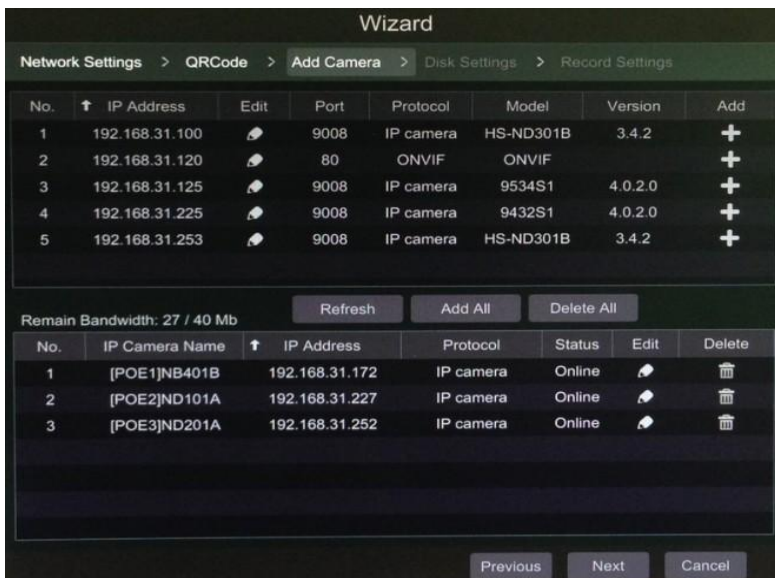 Wizard
Network Settings > QRCode > Add Camera > Disk Settings > Record Settings
No. ↑ IP Address Edit Port Protocol Model Version Add
1 192.168.31.100 9008 IP camera HS-ND301B 3.4.2 +
2 192.168.31.120 80 ONVIF ONVIF +
3 192.168.31.125 9008 IP camera 9534S1 4.0.2.0 +
4 192.168.31.225 9008 IP camera 9432S1 4.0.2.0 +
5 192.168.31.253 9008 IP camera HS-ND301B 3.4.2 +
Refresh Add All Delete All
Remain Bandwidth: 27 / 40 Mb
No. IP Camera Name ↑ IP Address Protocol Status Edit Delete
1 [POE1]NB401B 192.168.31.172 IP camera Online
2 [POE2]ND101A 192.168.31.227 IP camera Online
3 [POE3]ND201A 192.168.31.252 IP camera Online
Previous Next Cancel